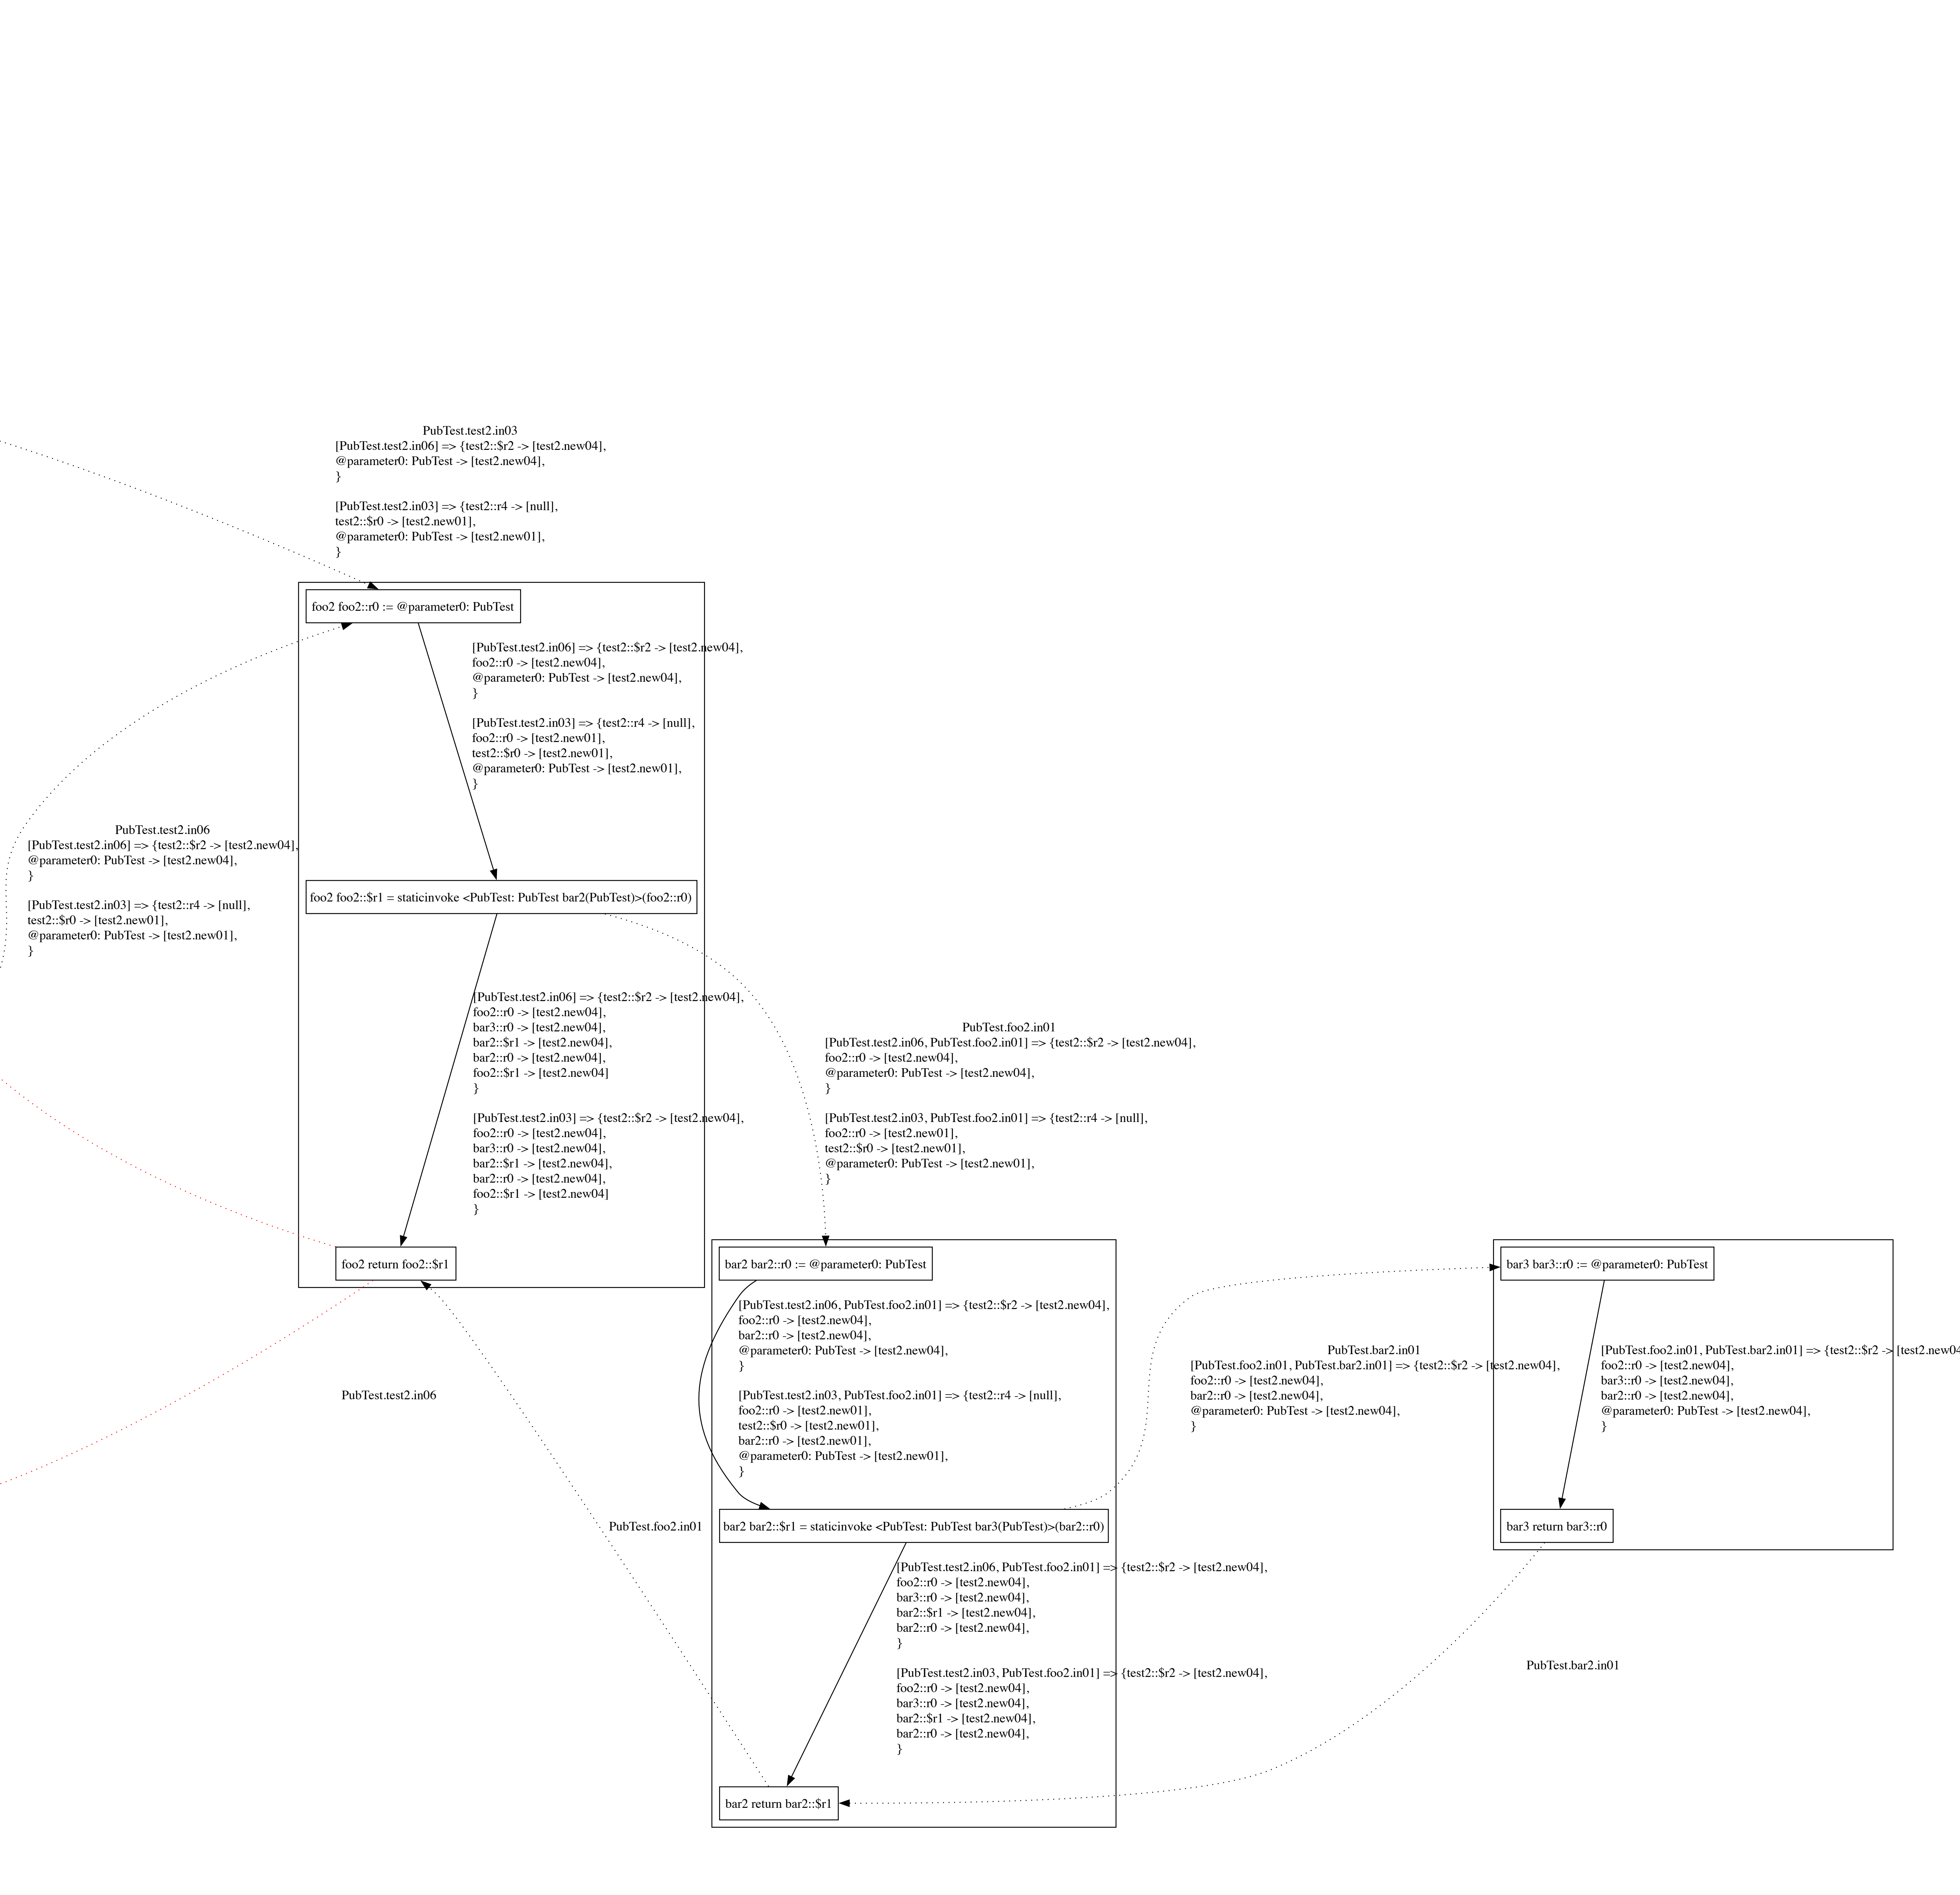 PubTest.test2.in03
[PubTest.test2.in06] => {test2::$r2 -> [test2.new04],
@parameter0: PubTest -> [test2.new04],
}
[PubTest.test2.in03] => {test2::r4 -> [null],
test2::$r0 -> [test2.new01],
@parameter0: PubTest -> [test2.new01],
}
foo2 foo2::r0 := @parameter0: PubTest
[PubTest.test2.in06] => {test2::$r2 -> [test2.new04],
foo2::r0 -> [test2.new04],
@parameter0: PubTest -> [test2.new04],
}
[PubTest.test2.in03] => {test2::r4 -> [null],
foo2::r0 -> [test2.new01],
test2::$r0 -> [test2.new01],
@parameter0: PubTest -> [test2.new01],
}
PubTest.test2.in06
[PubTest.test2.in06] => {test2::$r2 -> [test2.new04],
@parameter0: PubTest -> [test2.new04],
}
[PubTest.test2.in03] => {test2::r4 -> [null],
test2::$r0 -> [test2.new01],
@parameter0: PubTest -> [test2.new01],
}
foo2 foo2::$r1 = staticinvoke <PubTest: PubTest bar2(PubTest)>(foo2::r0)
[PubTest.test2.in06] => {test2::$r2 -> [test2.new04],
foo2::r0 -> [test2.new04],
bar3::r0 -> [test2.new04],
bar2::$r1 -> [test2.new04],
bar2::r0 -> [test2.new04],
foo2::$r1 -> [test2.new04]
}
[PubTest.test2.in03] => {test2::$r2 -> [test2.new04],
foo2::r0 -> [test2.new04],
bar3::r0 -> [test2.new04],
bar2::$r1 -> [test2.new04],
bar2::r0 -> [test2.new04],
foo2::$r1 -> [test2.new04]
}
PubTest.foo2.in01
[PubTest.test2.in06, PubTest.foo2.in01] => {test2::$r2 -> [test2.new04],
foo2::r0 -> [test2.new04],
@parameter0: PubTest -> [test2.new04],
}
[PubTest.test2.in03, PubTest.foo2.in01] => {test2::r4 -> [null],
foo2::r0 -> [test2.new01],
test2::$r0 -> [test2.new01],
@parameter0: PubTest -> [test2.new01],
}
foo2 return foo2::$r1
bar2 bar2::r0 := @parameter0: PubTest
bar3 bar3::r0 := @parameter0: PubTest
[PubTest.test2.in06, PubTest.foo2.in01] => {test2::$r2 -> [test2.new04],
foo2::r0 -> [test2.new04],
bar2::r0 -> [test2.new04],
@parameter0: PubTest -> [test2.new04],
}
[PubTest.test2.in03, PubTest.foo2.in01] => {test2::r4 -> [null],
foo2::r0 -> [test2.new01],
test2::$r0 -> [test2.new01],
bar2::r0 -> [test2.new01],
@parameter0: PubTest -> [test2.new01],
}
PubTest.bar2.in01
[PubTest.foo2.in01, PubTest.bar2.in01] => {test2::$r2 -> [test2.new04],
foo2::r0 -> [test2.new04],
bar2::r0 -> [test2.new04],
@parameter0: PubTest -> [test2.new04],
}
[PubTest.foo2.in01, PubTest.bar2.in01] => {test2::$r2 -> [test2.new04
foo2::r0 -> [test2.new04],
bar3::r0 -> [test2.new04],
bar2::r0 -> [test2.new04],
@parameter0: PubTest -> [test2.new04],
}
PubTest.test2.in06
PubTest.foo2.in01
bar2 bar2::$r1 = staticinvoke <PubTest: PubTest bar3(PubTest)>(bar2::r0)
bar3 return bar3::r0
[PubTest.test2.in06, PubTest.foo2.in01] => {test2::$r2 -> [test2.new04],
foo2::r0 -> [test2.new04],
bar3::r0 -> [test2.new04],
bar2::$r1 -> [test2.new04],
bar2::r0 -> [test2.new04],
}
[PubTest.test2.in03, PubTest.foo2.in01] => {test2::$r2 -> [test2.new04],
foo2::r0 -> [test2.new04],
bar3::r0 -> [test2.new04],
bar2::$r1 -> [test2.new04],
bar2::r0 -> [test2.new04],
}
PubTest.bar2.in01
bar2 return bar2::$r1